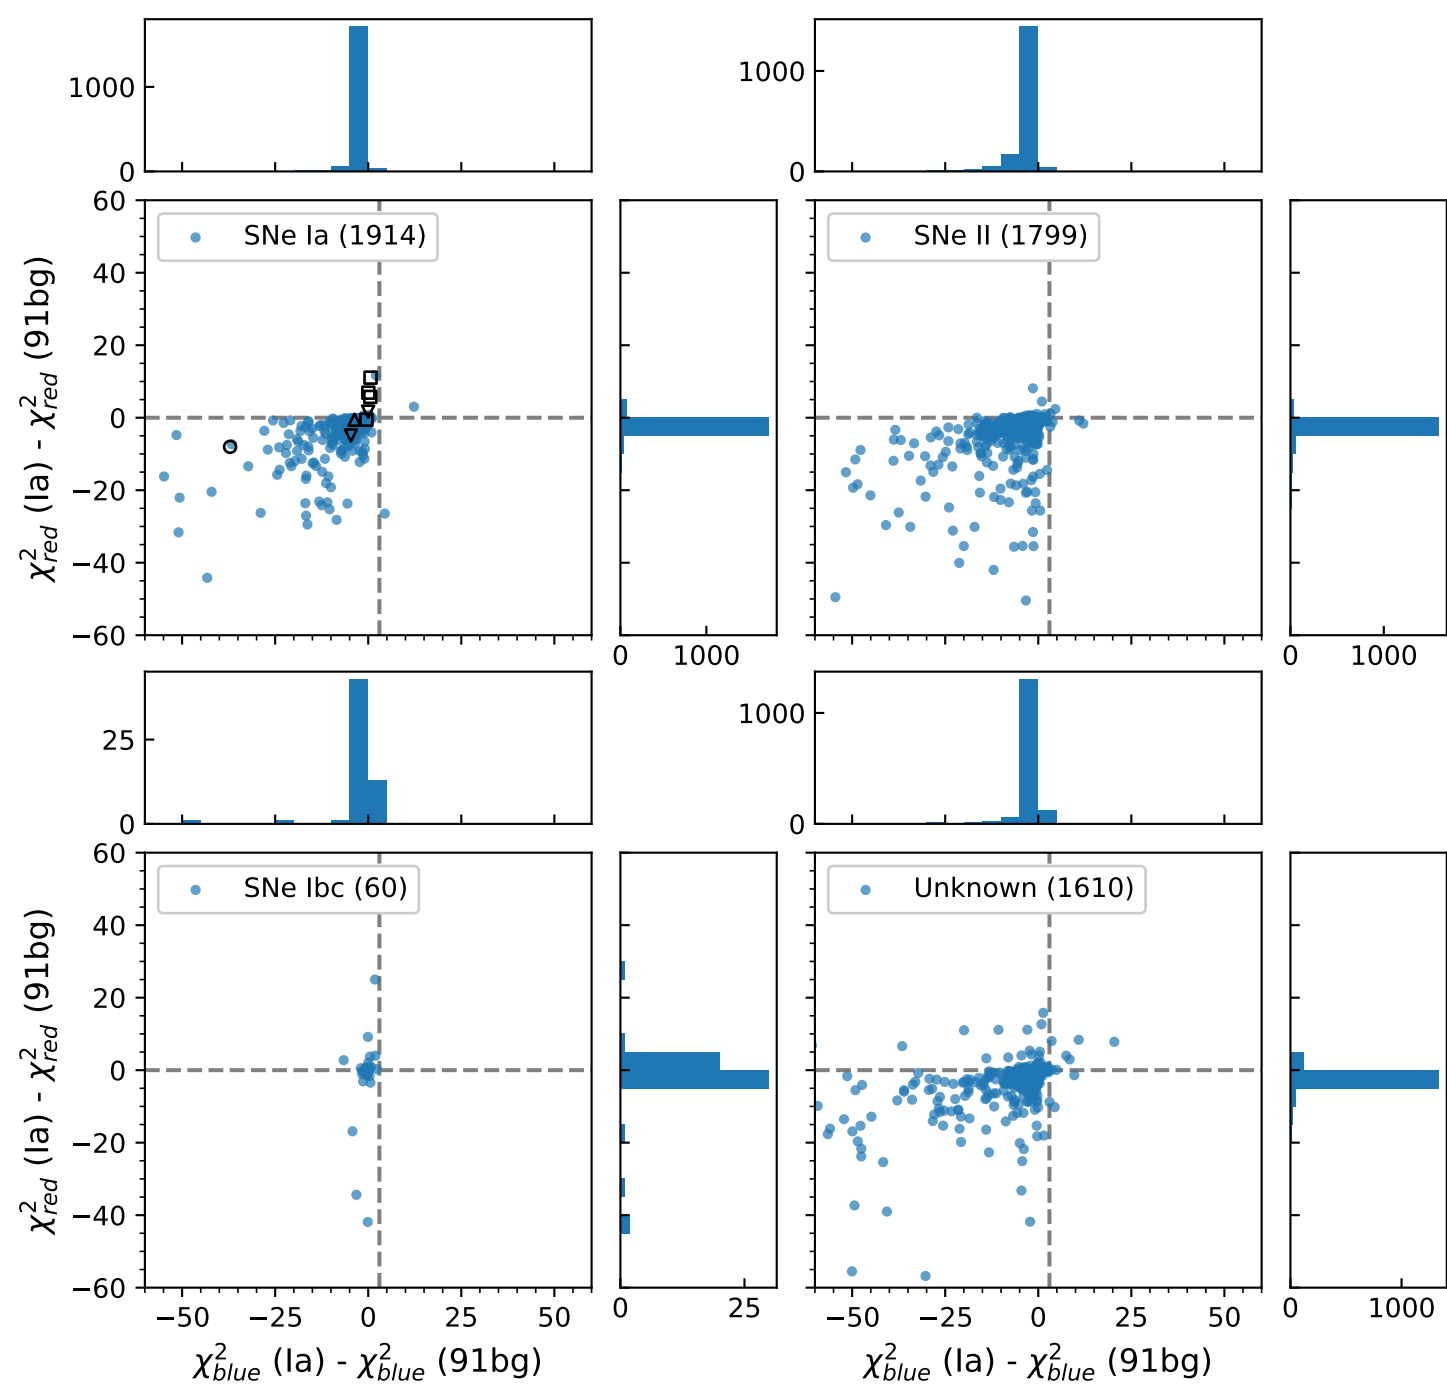 1000
0
1000
0
60
40
20
0
−20
−40
−60
χ²red (Ia) - χ²red (91bg)
SNe Ia (1914)
0 1000
SNe II (1799)
0 1000
25
0
1000
0
60
40
20
0
−20
−40
−60
χ²red (Ia) - χ²red (91bg)
SNe Ibc (60)
0 25
Unknown (1610)
0 1000
−50 −25 0 25 50
−50 −25 0 25 50
χ²blue (Ia) - χ²blue (91bg)
χ²blue (Ia) - χ²blue (91bg)